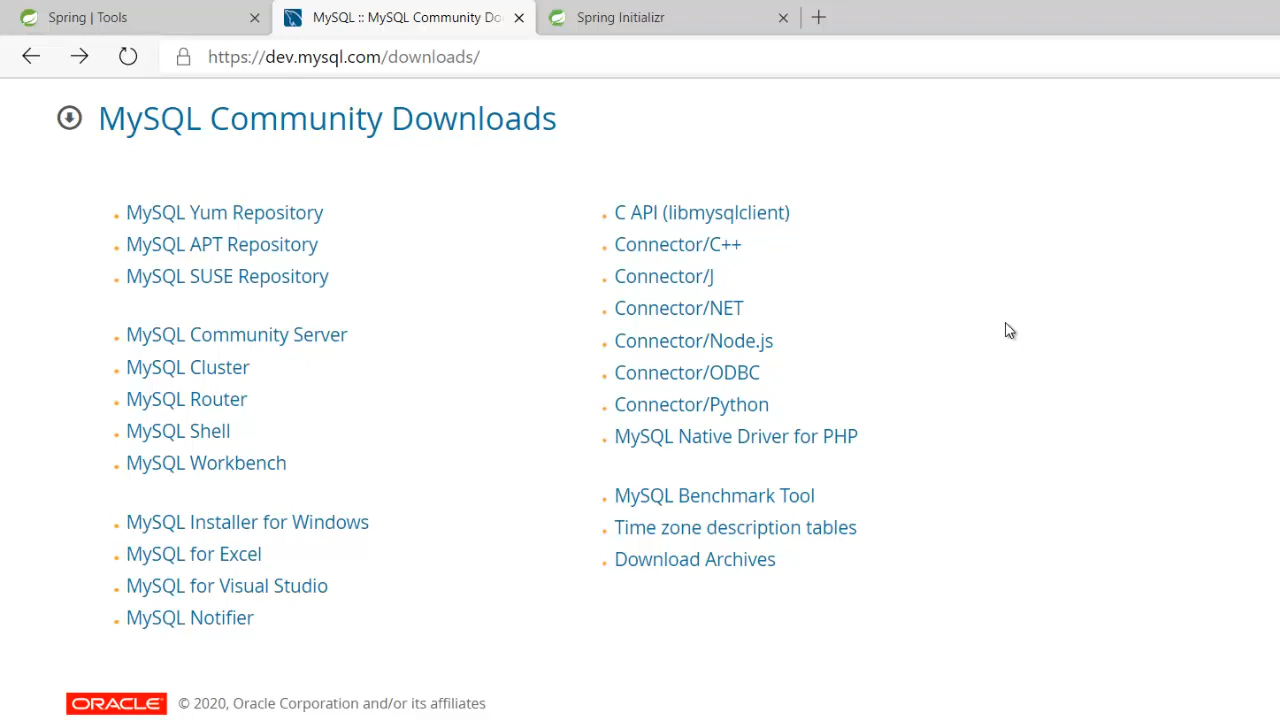 Spring | Tools
MySQL :: MySQL Community Do
Spring Initializr
https://dev.mysql.com/downloads/
MySQL Community Downloads
MySQL Yum Repository
MySQL APT Repository
MySQL SUSE Repository
MySQL Community Server
MySQL Cluster
MySQL Router
MySQL Shell
MySQL Workbench
MySQL Installer for Windows
MySQL for Excel
MySQL for Visual Studio
MySQL Notifier
C API (libmysqlclient)
Connector/C++
Connector/J
Connector/NET
Connector/Node.js
Connector/ODBC
Connector/Python
MySQL Native Driver for PHP
MySQL Benchmark Tool
Time zone description tables
Download Archives
ORACLE © 2020, Oracle Corporation and/or its affiliates